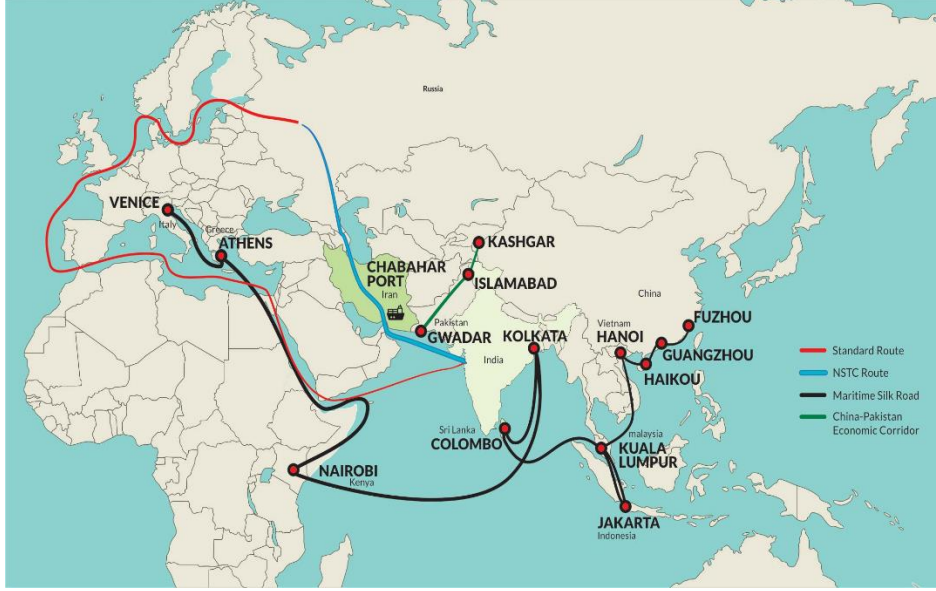 Russia
VENICE
Italy
Greece
ATHENS
KASHGAR
CHABAHAR
PORT
Iran
ISLAMABAD
China
Pakistan
GWADAR
KOLKATA
India
Vietnam
HANOI
FUZHOU
GUANGZHOU
HAIKOU
Sri Lanka
COLOMBO
malaysia
KUALA
LUMPUR
NAIROBI
Kenya
JAKARTA
Indonesia
Standard Route
NSTC Route
Maritime Silk Road
China-Pakistan
Economic Corridor